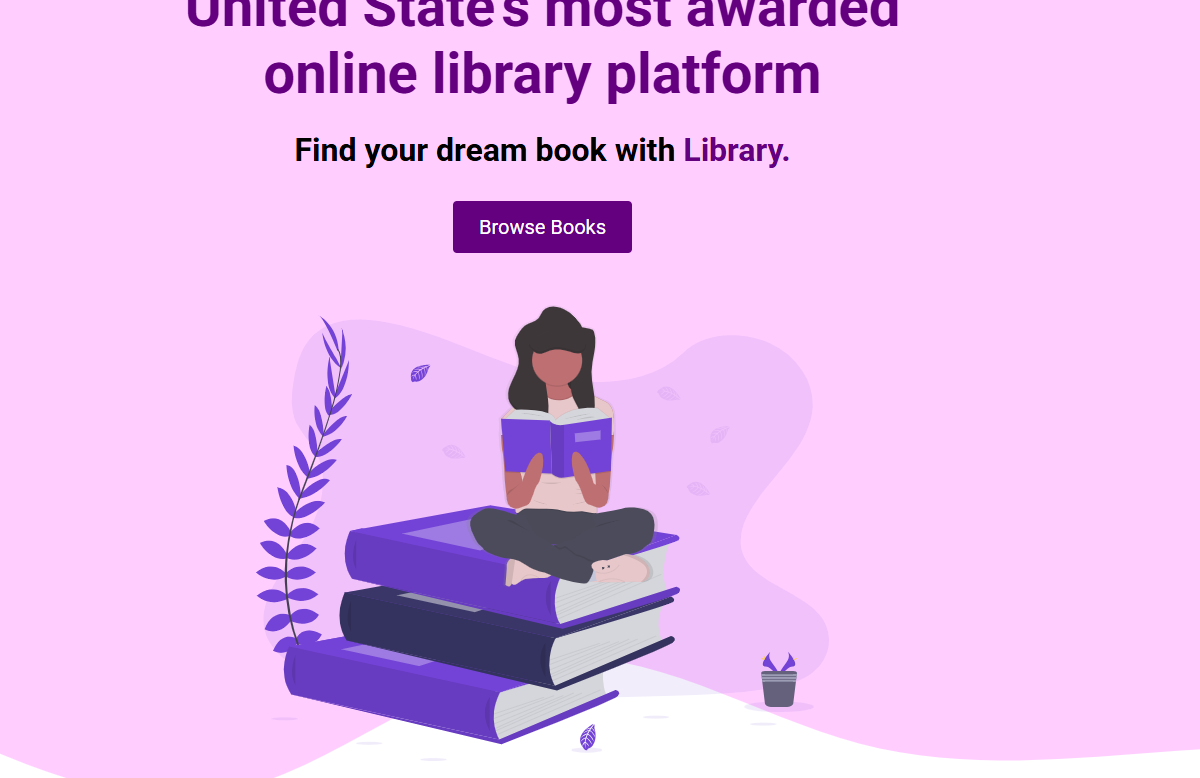 United State's most awarded
online library platform
Find your dream book with Library.
Browse Books